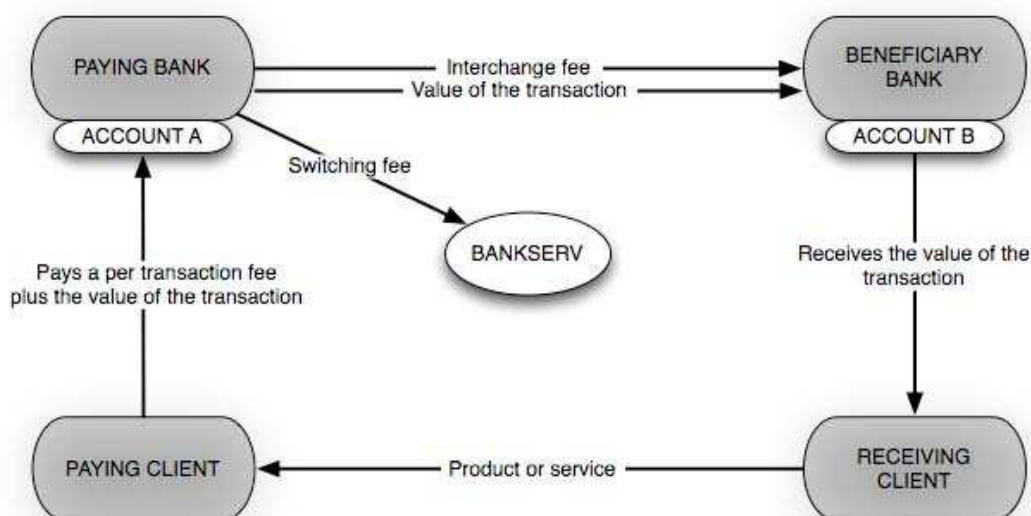 PAYING BANK
Interchange fee
Value of the transaction
BENEFICIARY
BANK
ACCOUNT A
ACCOUNT B
Switching fee
BANKSERV
Pays a per transaction fee
plus the value of the transaction
Receives the value of the
transaction
PAYING CLIENT
Product or service
RECEIVING
CLIENT